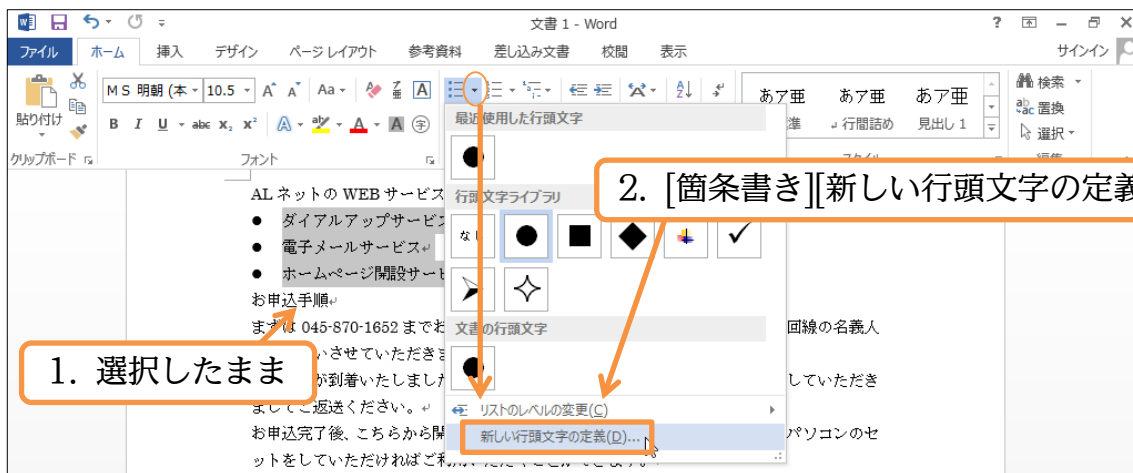 文書 1 - Word
サインイン
ファイル ホーム 挿入 デザイン ページ レイアウト 参考資料 差し込み文書 校閲 表示
貼り付け
クリップボード
ＭＳ 明朝 (本 10.5 A A Aa
B I U abc x₂ x² A aby A A 字
フォント
あア亜 あア亜 あア亜
準 行間詰め 見出し 1
検索
置換
選択
最近使用した行頭文字
行頭文字ライブラリ
なし
文書の行頭文字
リストのレベルの変更(C)
新しい行頭文字の定義(D)...
2. [箇条書き][新しい行頭文字の定義
1. 選択したまま
AL ネットの WEB サービス
● ダイアルアップサービス
● 電子メールサービス
● ホームページ開設サー
お申込手順
まずは 045-870-1652 までお 回線の名義人
いさせていただきま
が到着いたしました していただき
ましてご返送ください。
お申込完了後、こちらから開 パソコンのセ
ットをしていただければご利用いただくことができます。